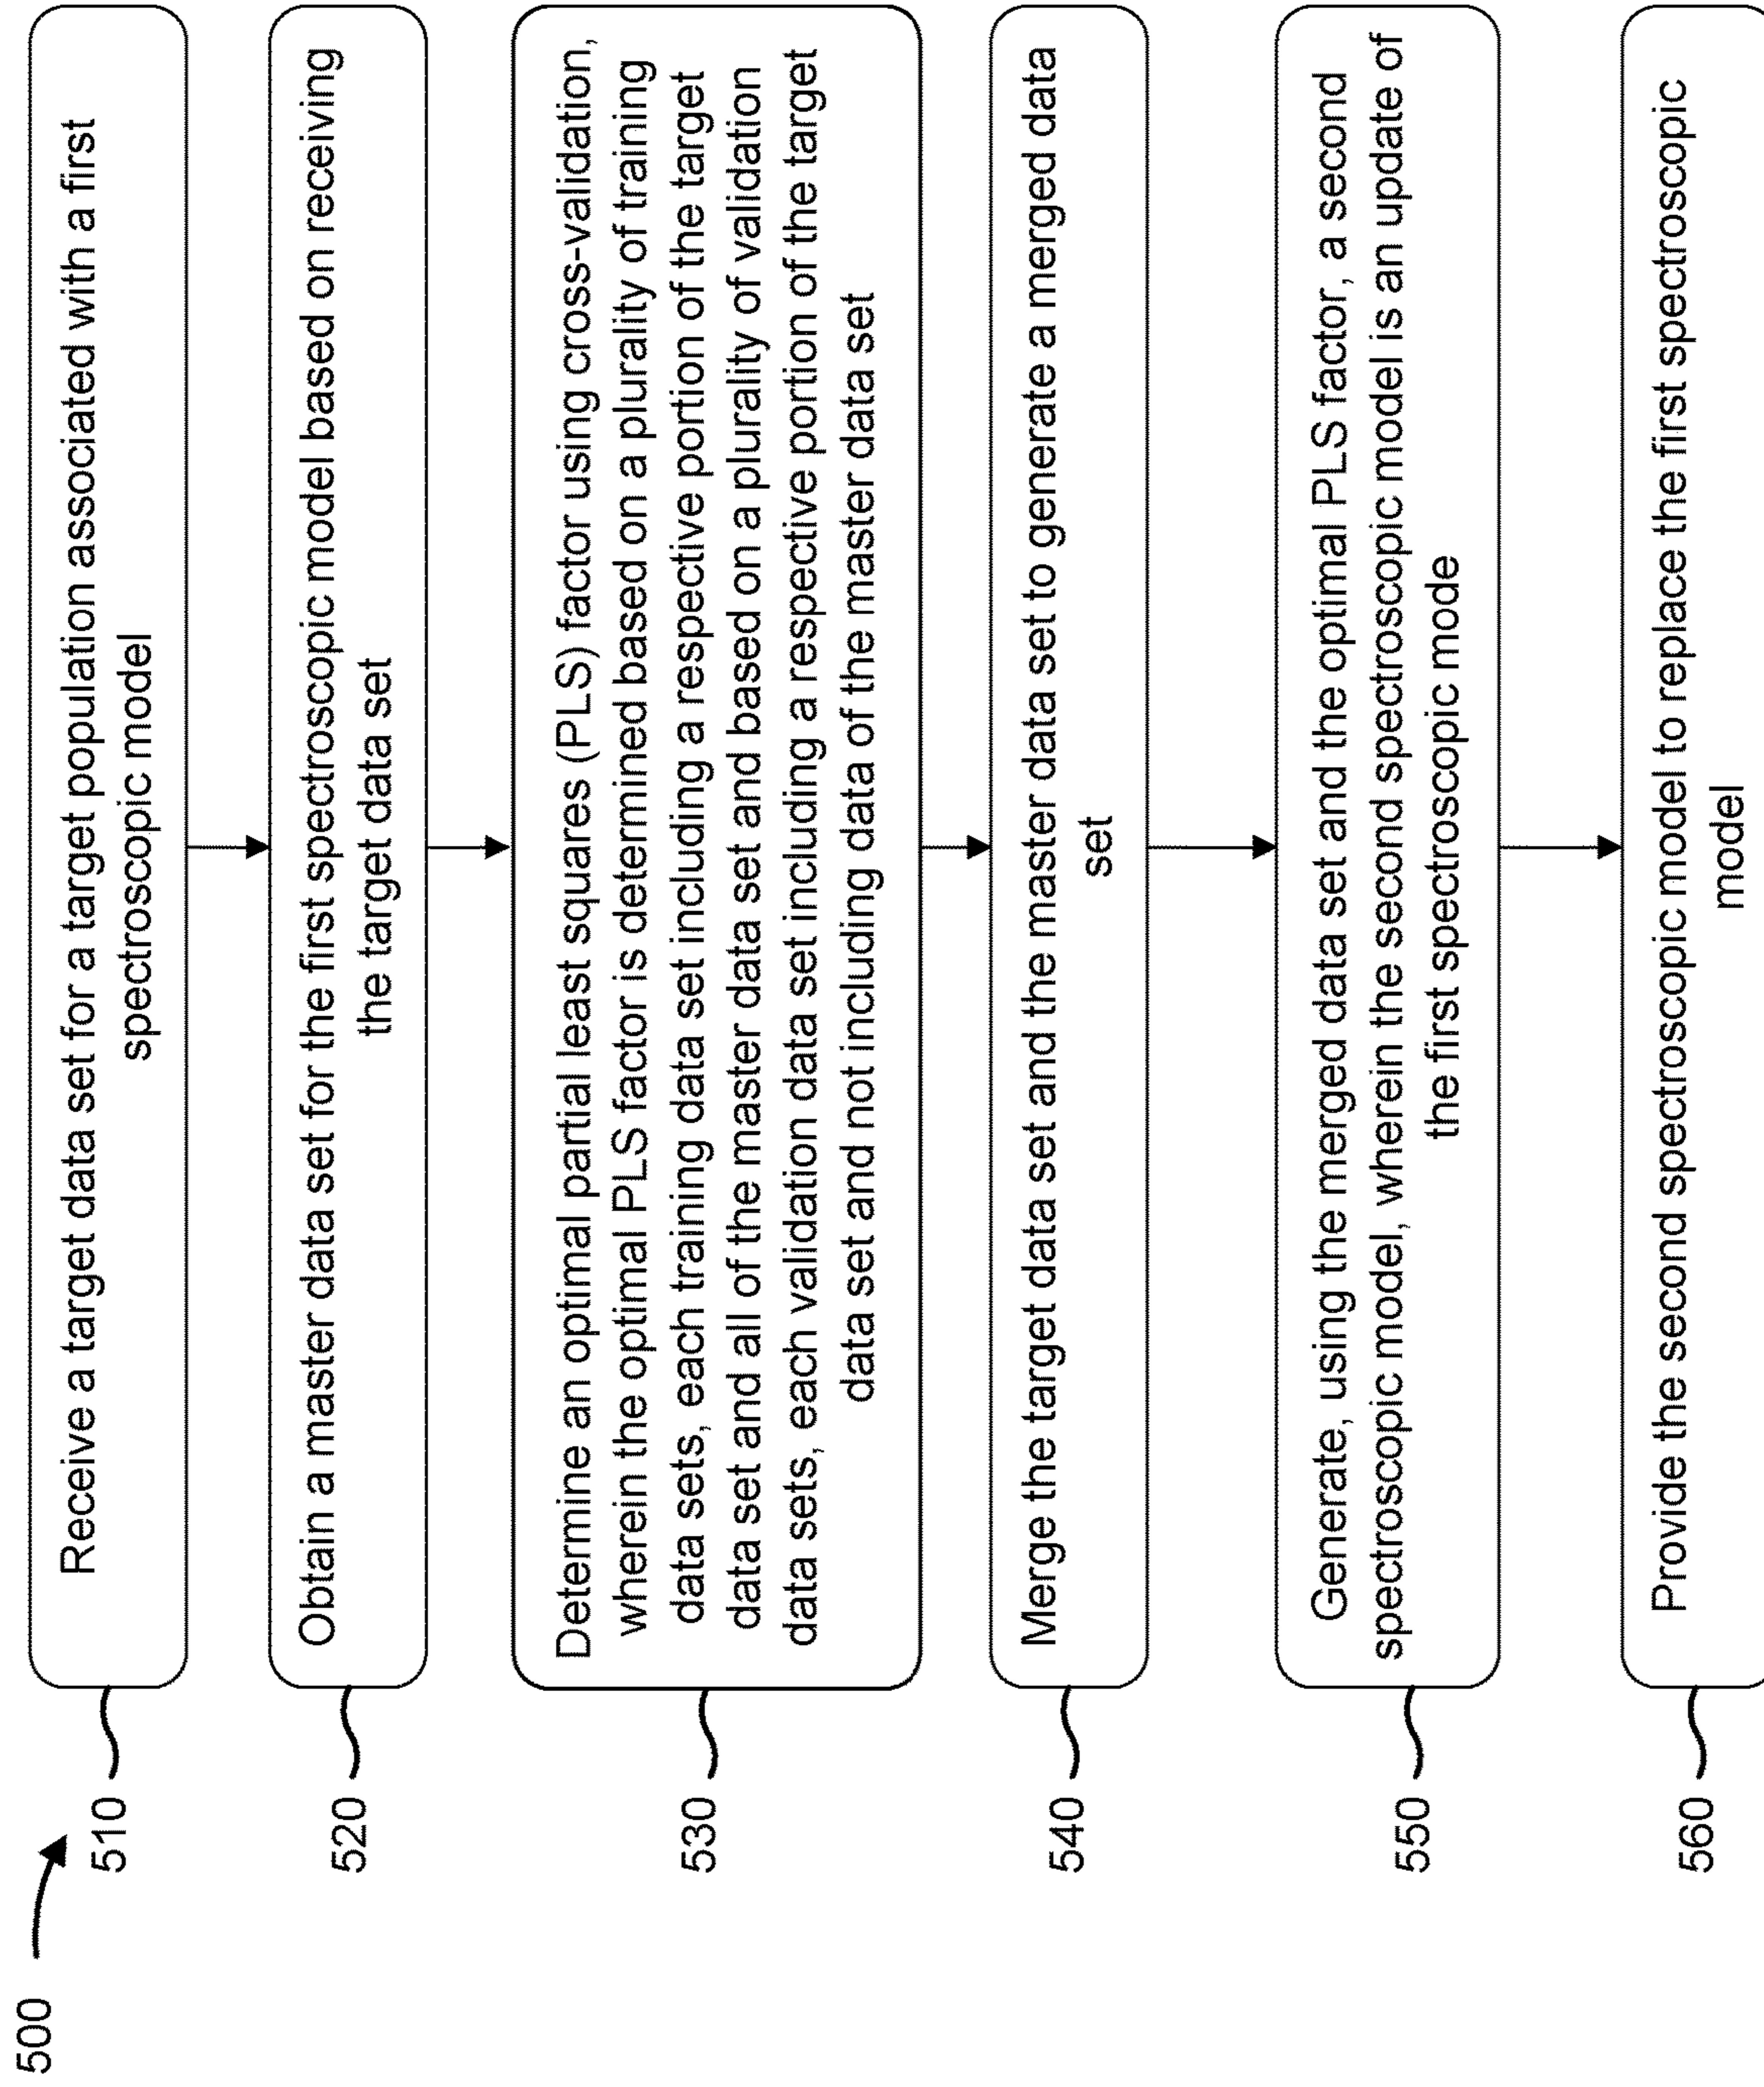 500
510
Receive a target data set for a target population associated with a first
spectroscopic model
520
Obtain a master data set for the first spectroscopic model based on receiving
the target data set
530
Determine an optimal partial least squares (PLS) factor using cross-validation,
wherein the optimal PLS factor is determined based on a plurality of training
data sets, each training data set including a respective portion of the target
data set and all of the master data set and based on a plurality of validation
data sets, each validation data set including a respective portion of the target
data set and not including data of the master data set
540
Merge the target data set and the master data set to generate a merged data
set
550
Generate, using the merged data set and the optimal PLS factor, a second
spectroscopic model, wherein the second spectroscopic model is an update of
the first spectroscopic mode
560
Provide the second spectroscopic model to replace the first spectroscopic
model